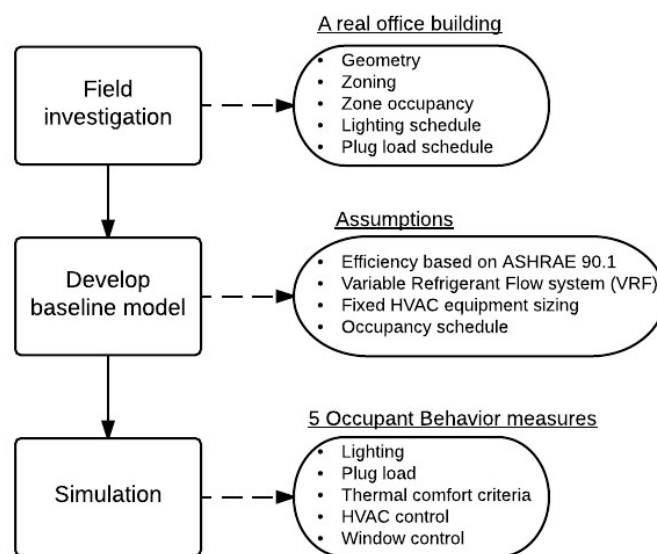 A real office building
Field
investigation
• Geometry
• Zoning
• Zone occupancy
• Lighting schedule
• Plug load schedule
Assumptions
Develop
baseline model
• Efficiency based on ASHRAE 90.1
• Variable Refrigerant Flow system (VRF)
• Fixed HVAC equipment sizing
• Occupancy schedule
5 Occupant Behavior measures
Simulation
• Lighting
• Plug load
• Thermal comfort criteria
• HVAC control
• Window control